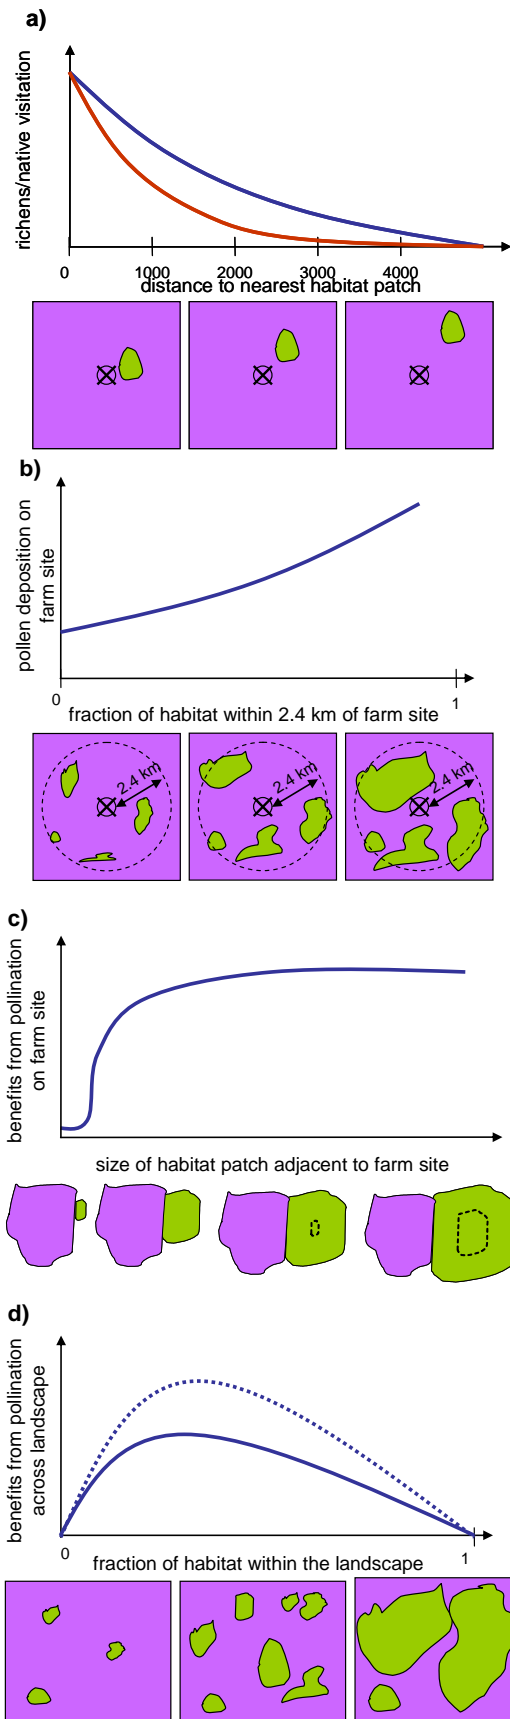 a)
richens/native visitation
0 1000 2000 3000 4000
distance to nearest habitat patch
b)
pollen deposition on
farm site
0 1
fraction of habitat within 2.4 km of farm site
2.4 km 2.4 km 2.4 km
c)
benefits from pollination
on farm site
size of habitat patch adjacent to farm site
d)
benefits from pollination
across landscape
0 1
fraction of habitat within the landscape